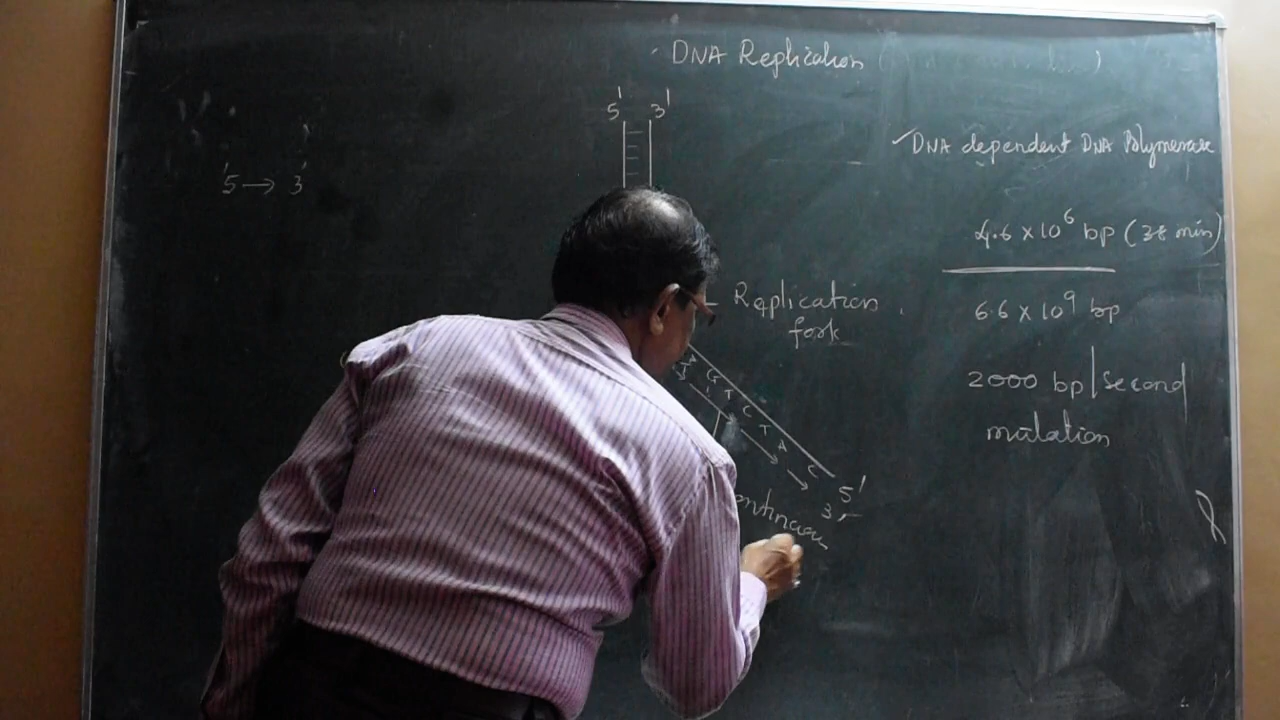 DNA Replication
5' 3'
DNA dependent DNA Polymerase
'5 → 3'
4.6 x 10⁶ bp (38 min)
6.6 x 10⁹ bp
Replication
fork
2000 bp/Second
mutation
G T C T A C
5'
3'